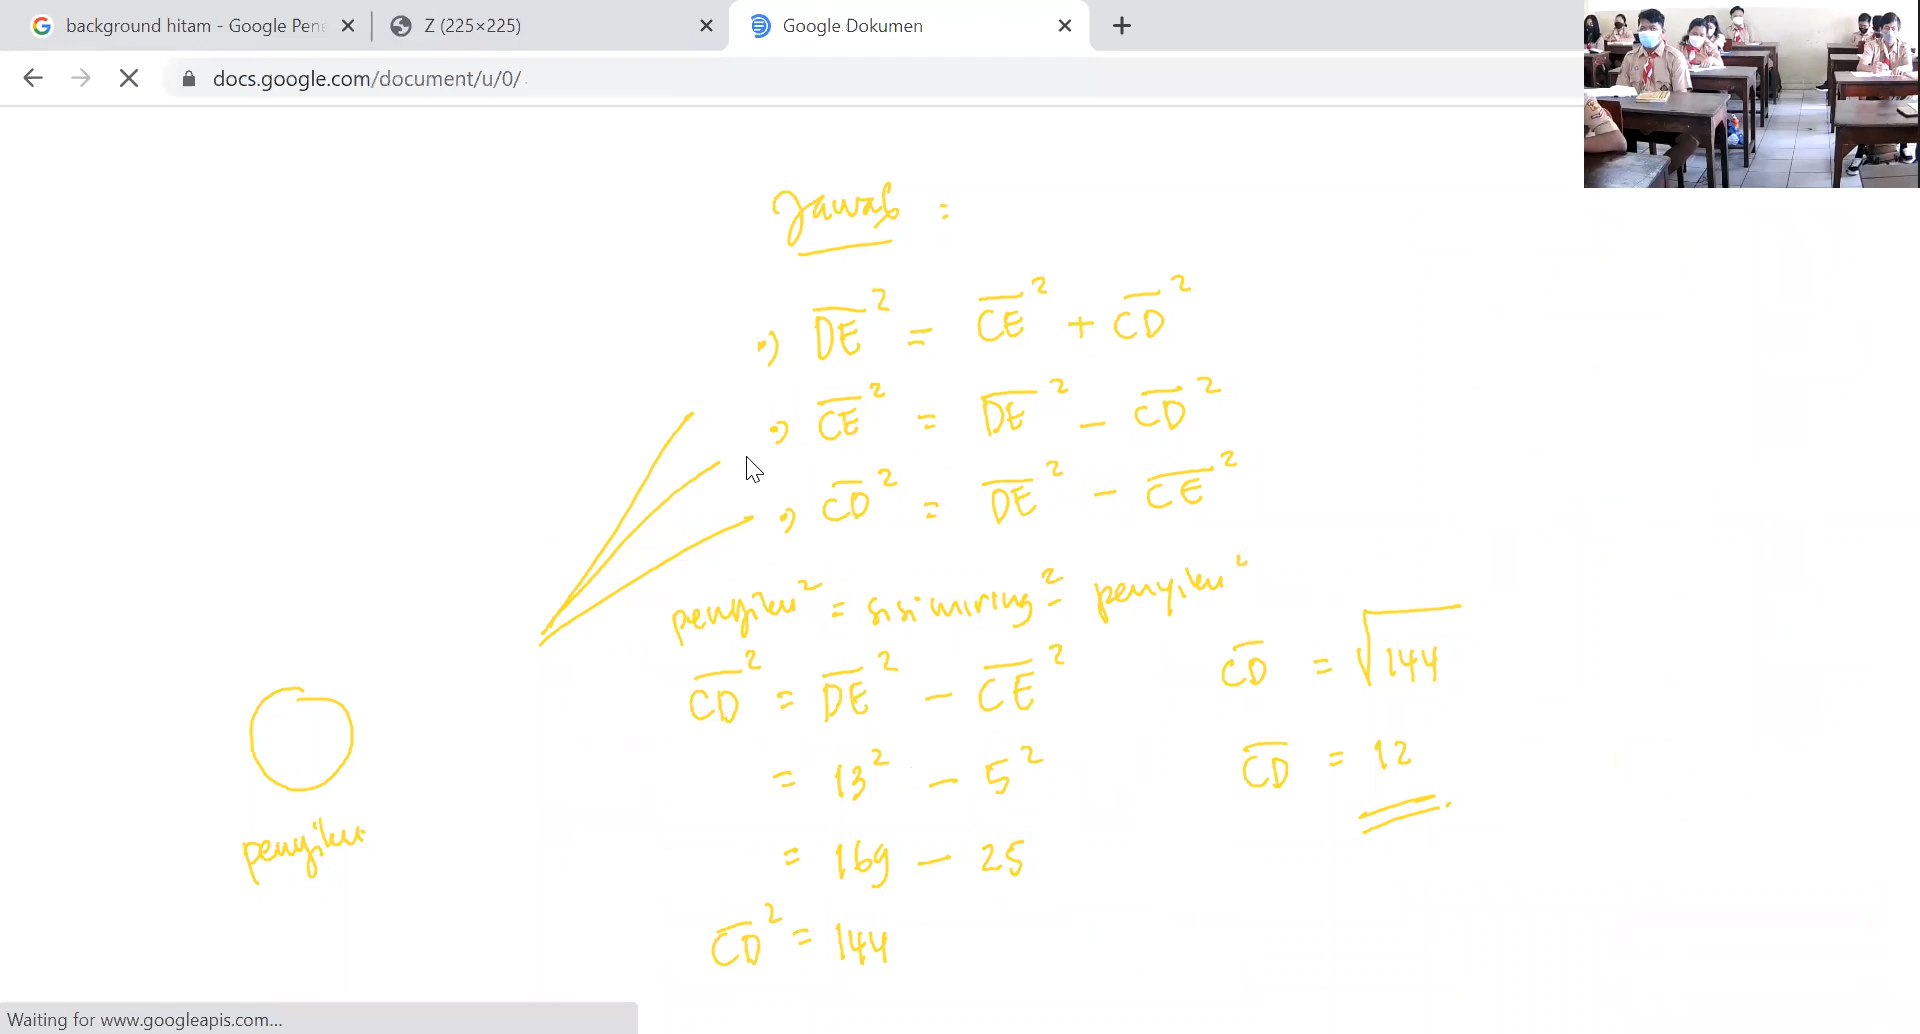 background hitam - Google Pen
Z (225×225)
Google Dokumen
docs.google.com/document/u/0/
Jawab :
•) DE² = CE² + CD²
•) CE² = DE² - CD²
•) CD² = DE² - CE²
penyiku² = sisi miring² - penyiku²
CD² = DE² - CE²
= 13² - 5²
= 169 - 25
CD² = 144
CD = √144
CD = 12
penyiku
Waiting for www.googleapis.com...